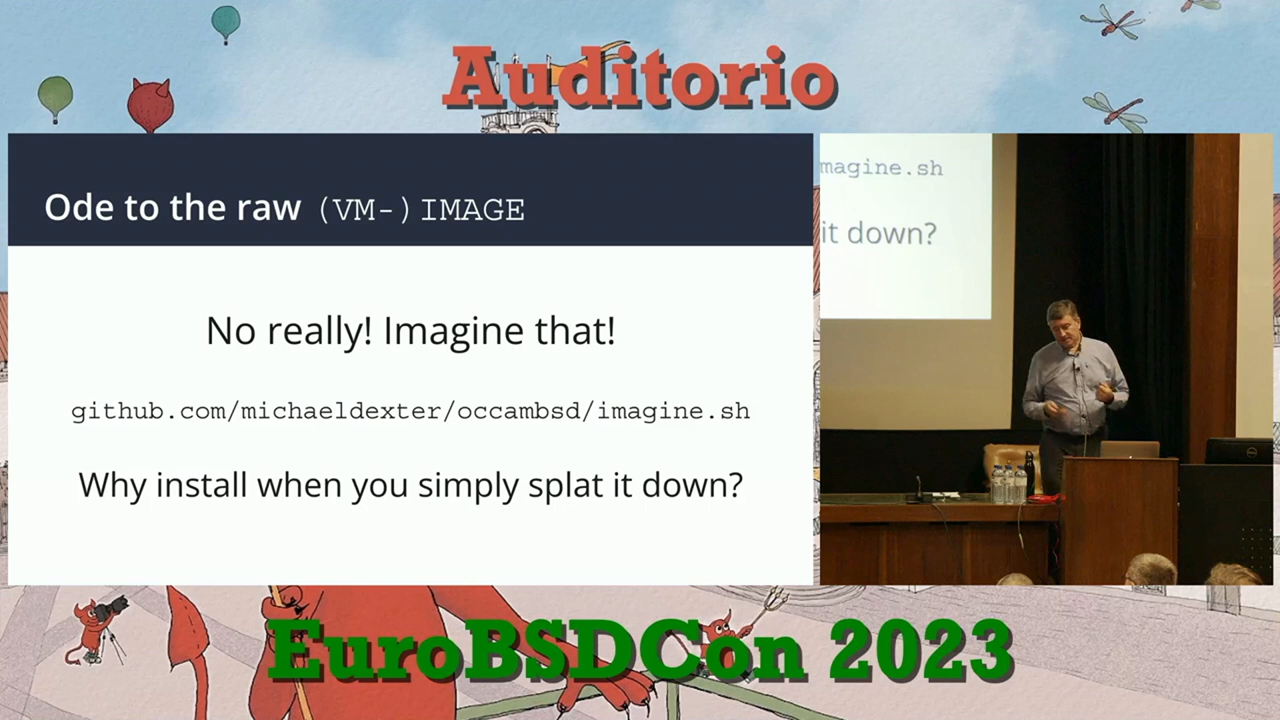 Auditorio
Ode to the raw (VM-)IMAGE
No really! Imagine that!
github.com/michaeldexter/occambsd/imagine.sh
Why install when you simply splat it down?
magine.sh
it down?
DELL
EuroBSDCon 2023